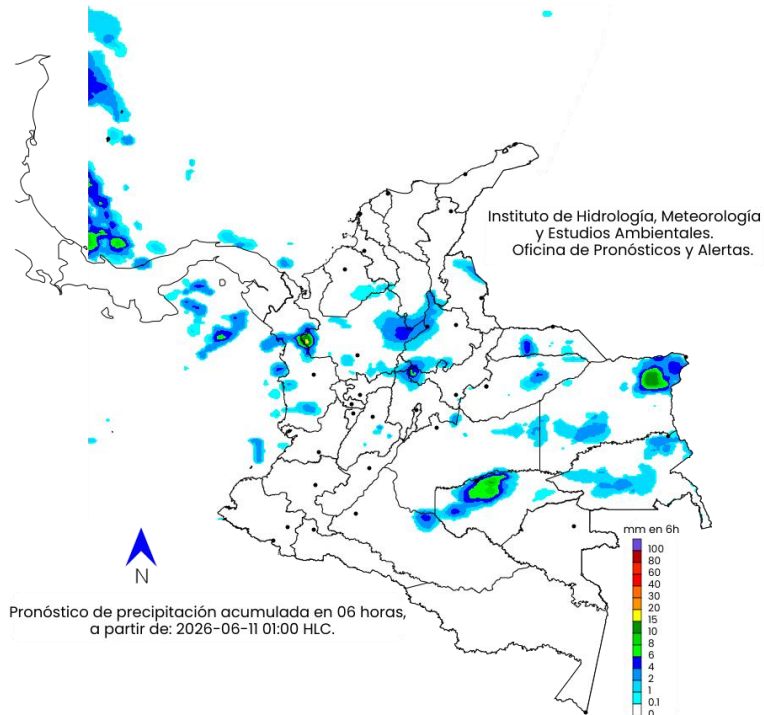 Instituto de Hidrología, Meteorología
y Estudios Ambientales.
Oficina de Pronósticos y Alertas.
N
Pronóstico de precipitación acumulada en 06 horas,
a partir de: 2026-06-11 01:00 HLC.
mm en 6h
100
80
60
40
30
20
15
10
8
6
4
2
1
0.1
0